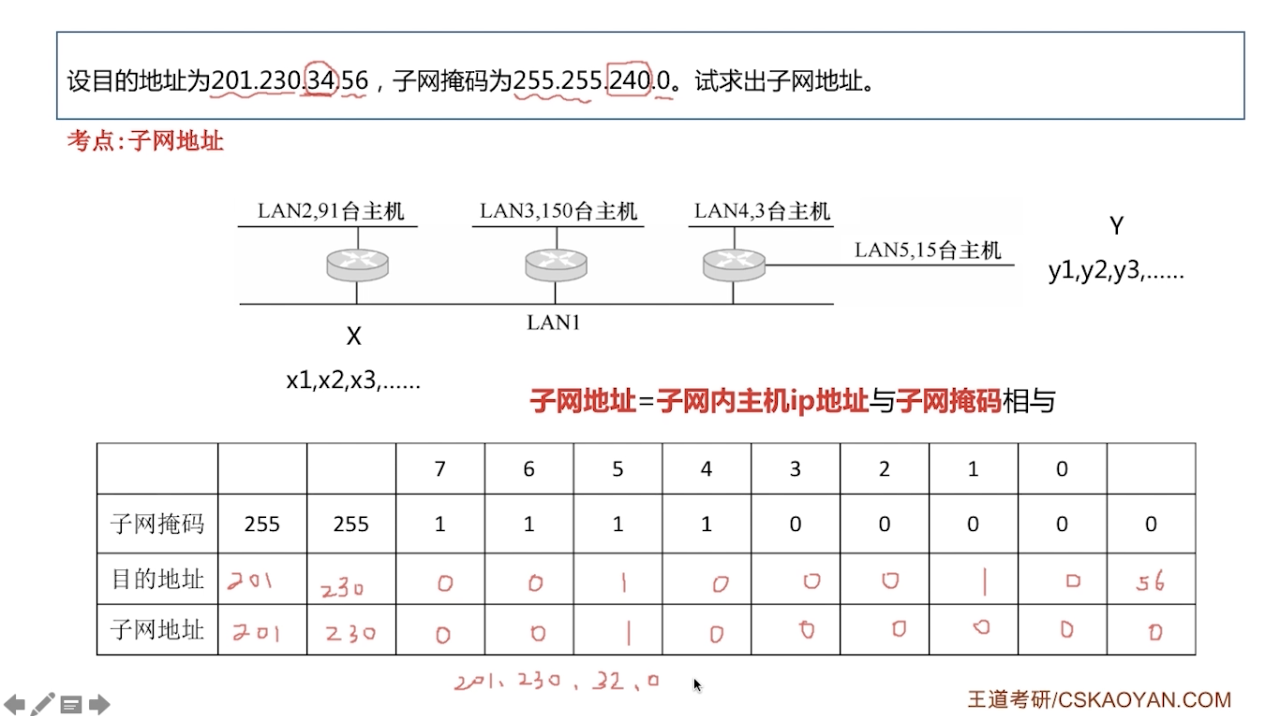 设目的地址为201.230.34.56，子网掩码为255.255.240.0。试求出子网地址。
考点:子网地址
LAN2,91台主机 LAN3,150台主机 LAN4,3台主机
Y
LAN5,15台主机
y1,y2,y3,......
LAN1
X
x1,x2,x3,......
子网地址=子网内主机ip地址与子网掩码相与
7 6 5 4 3 2 1 0
子网掩码 255 255 1 1 1 1 0 0 0 0 0
目的地址 201 230 0 0 1 0 0 0 1 0 56
子网地址 201 230 0 0 1 0 0 0 0 0 0
201.230.32.0
王道考研/CSKAOYAN.COM